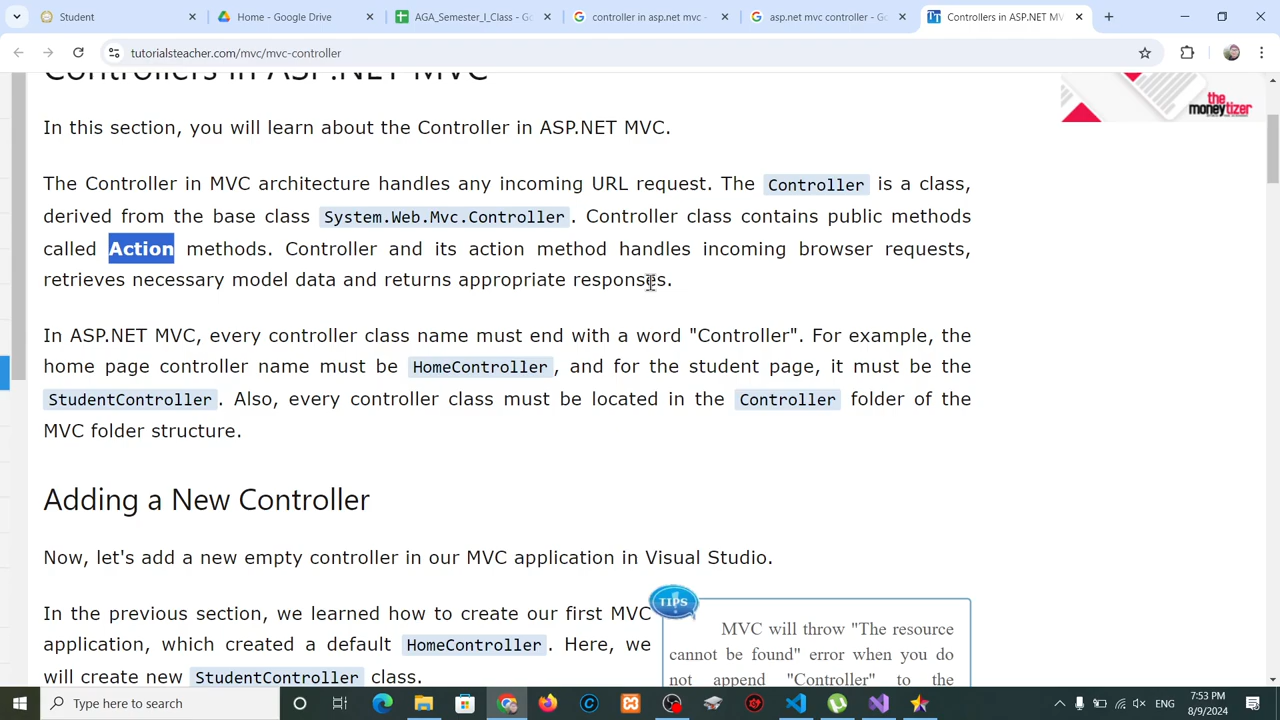 Student
Home - Google Drive
AGA_Semester_I_Class - Go
controller in asp.net mvc -
asp.net mvc controller - Go
Controllers in ASP.NET MV
tutorialsteacher.com/mvc/mvc-controller
Controllers in ASP.NET MVC
the moneytizer
In this section, you will learn about the Controller in ASP.NET MVC.
The Controller in MVC architecture handles any incoming URL request. The Controller is a class,
derived from the base class System.Web.Mvc.Controller. Controller class contains public methods
called Action methods. Controller and its action method handles incoming browser requests,
retrieves necessary model data and returns appropriate responses.
In ASP.NET MVC, every controller class name must end with a word "Controller". For example, the
home page controller name must be HomeController, and for the student page, it must be the
StudentController. Also, every controller class must be located in the Controller folder of the
MVC folder structure.
Adding a New Controller
Now, let's add a new empty controller in our MVC application in Visual Studio.
In the previous section, we learned how to create our first MVC
application, which created a default HomeController. Here, we
will create new StudentController class.
TIPS
MVC will throw "The resource
cannot be found" error when you do
not append "Controller" to the
Type here to search
ENG
7:53 PM
8/9/2024